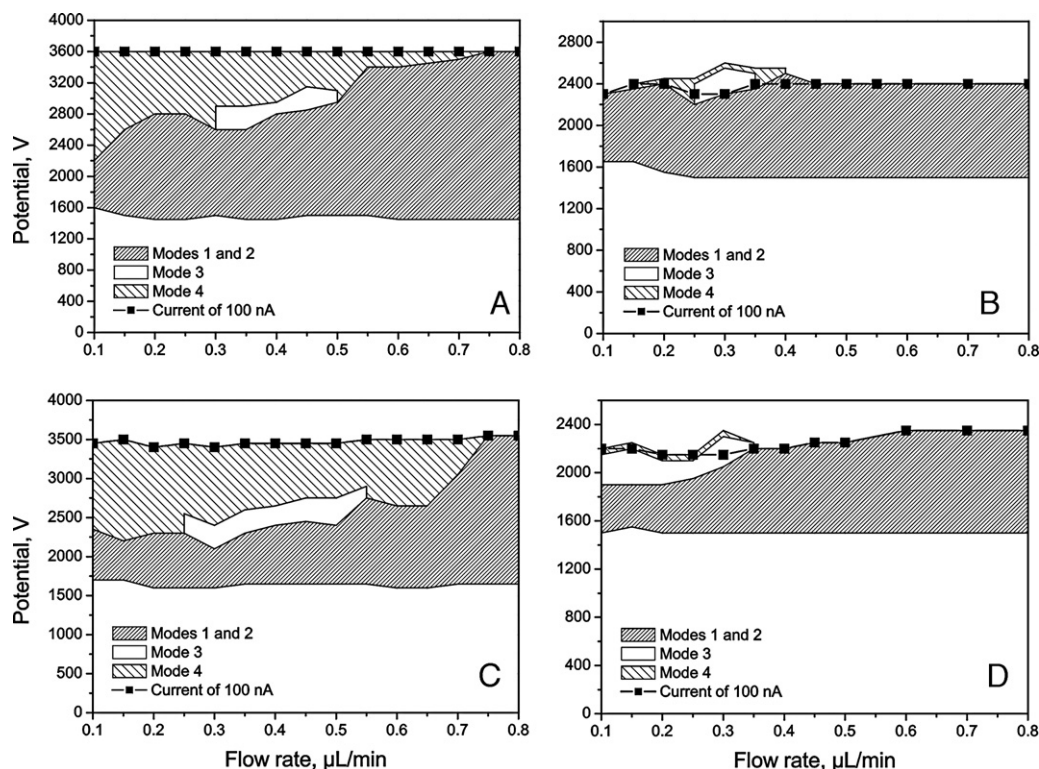 A
4000
3600
3200
2800
2400
2000
1600
1200
800
400
0
Potential, V
0.1 0.2 0.3 0.4 0.5 0.6 0.7 0.8
Modes 1 and 2
Mode 3
Mode 4
Current of 100 nA
B
2800
2400
2000
1600
1200
800
400
0
0.1 0.2 0.3 0.4 0.5 0.6 0.7 0.8
Modes 1 and 2
Mode 3
Mode 4
Current of 100 nA
C
4000
3500
3000
2500
2000
1500
1000
500
0
Potential, V
0.1 0.2 0.3 0.4 0.5 0.6 0.7 0.8
Flow rate, µL/min
Modes 1 and 2
Mode 3
Mode 4
Current of 100 nA
D
2400
2000
1600
1200
800
400
0
0.1 0.2 0.3 0.4 0.5 0.6 0.7 0.8
Flow rate, µL/min
Modes 1 and 2
Mode 3
Mode 4
Current of 100 nA